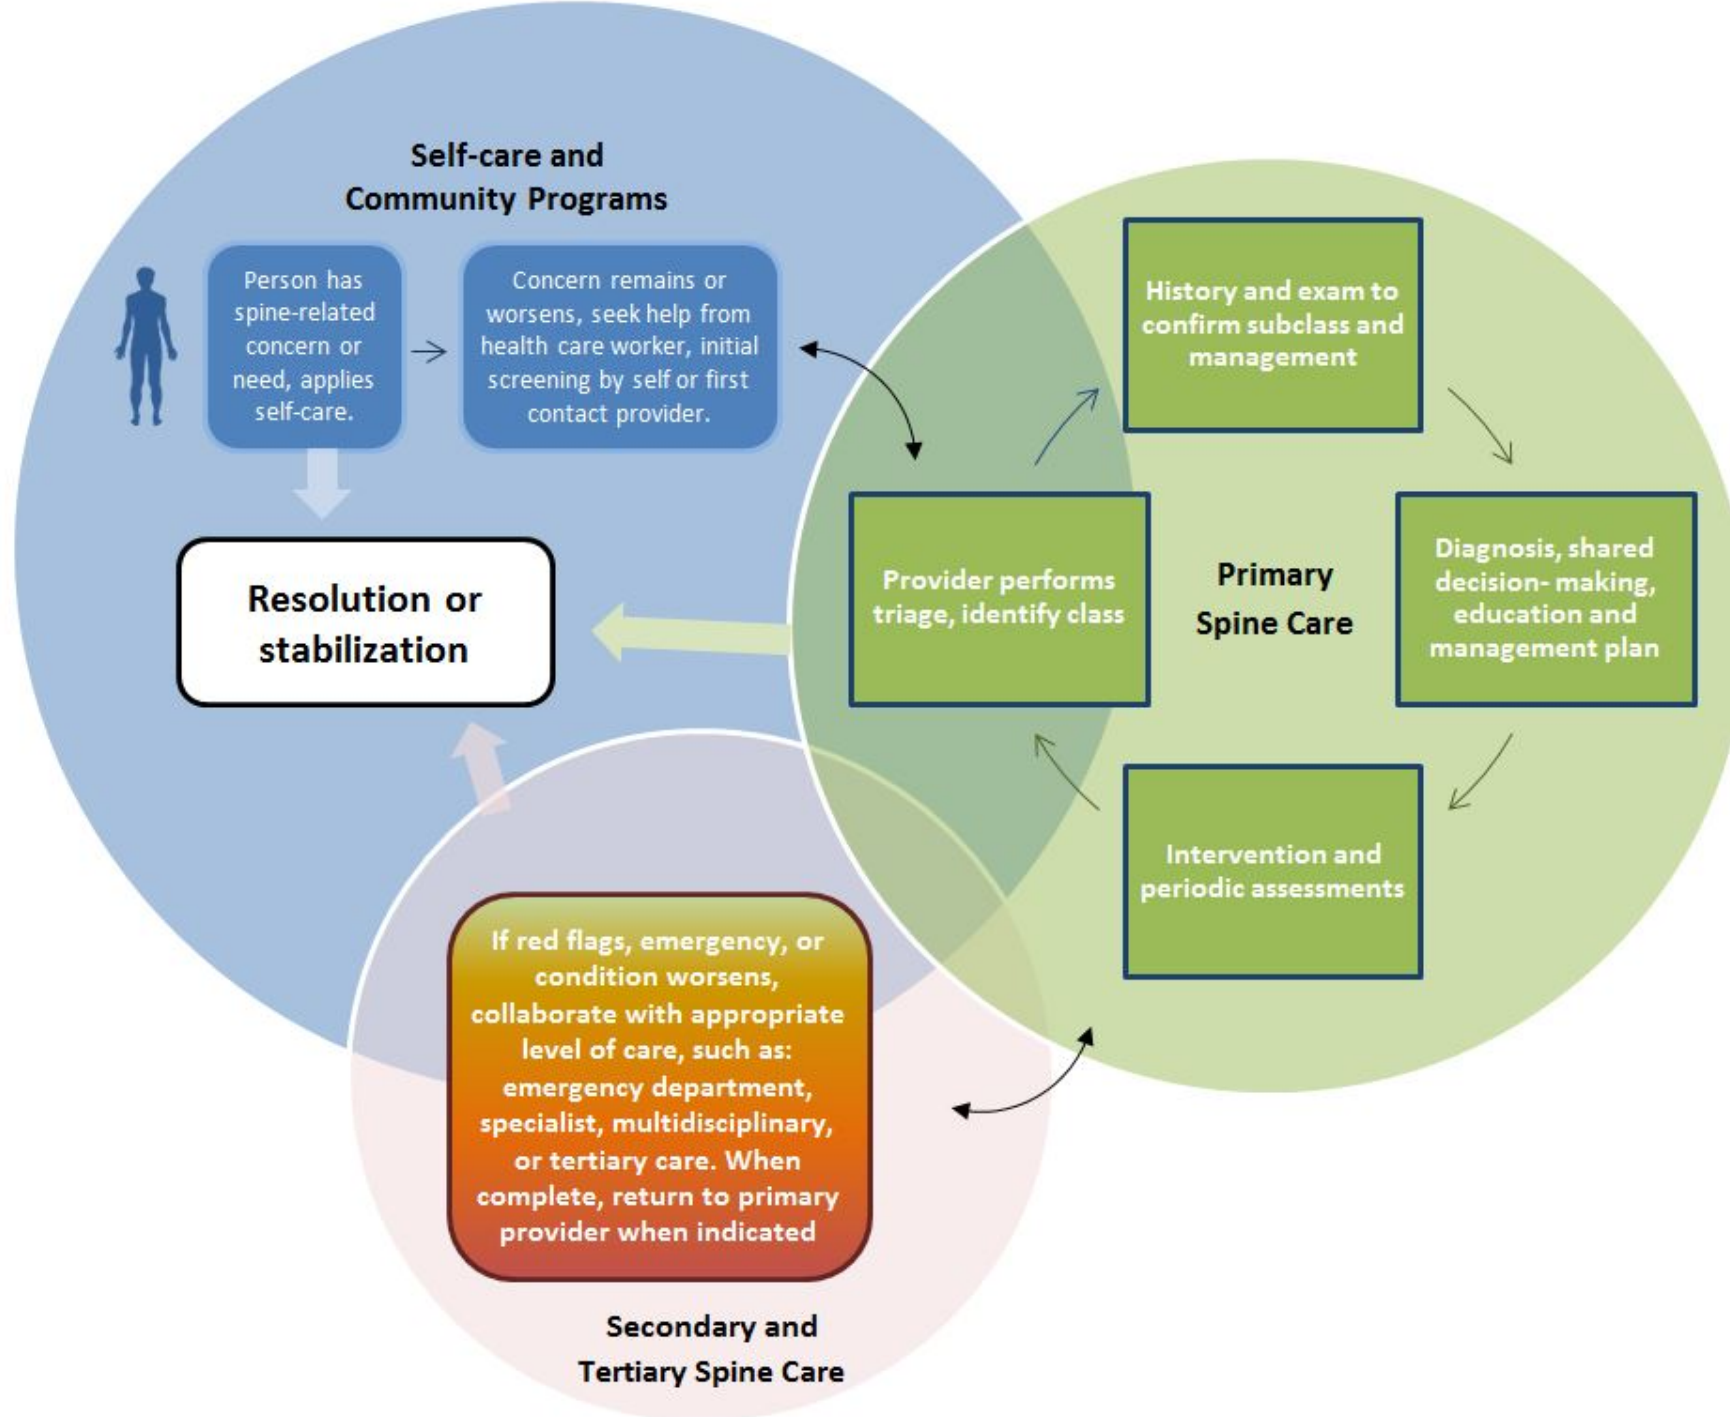 Self-care and
Community Programs
Person has
spine-related
concern or
need, applies
self-care.
Concern remains or
worsens, seek help from
health care worker, initial
screening by self or first
contact provider.
Resolution or
stabilization
History and exam to
confirm subclass and
management
Provider performs
triage, identify class
Primary
Spine Care
Diagnosis, shared
decision- making,
education and
management plan
Intervention and
periodic assessments
If red flags, emergency, or
condition worsens,
collaborate with appropriate
level of care, such as:
emergency department,
specialist, multidisciplinary,
or tertiary care. When
complete, return to primary
provider when indicated
Secondary and
Tertiary Spine Care